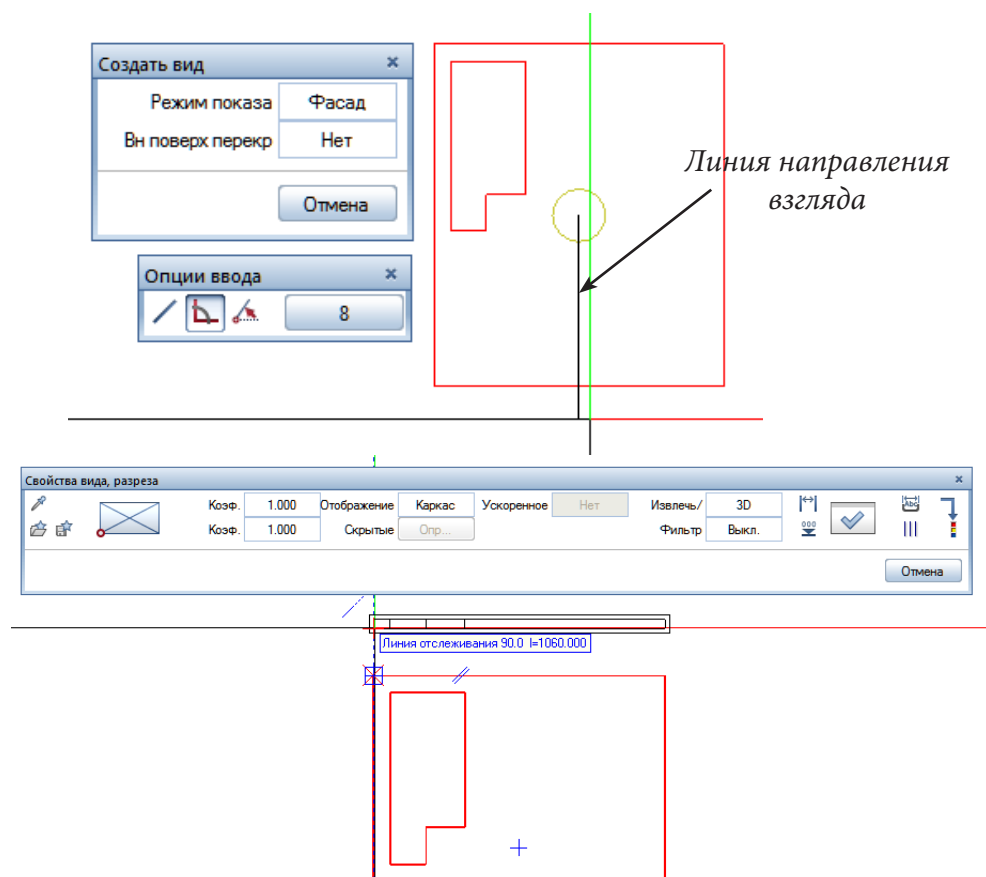 Создать вид ×
Режим показа Фасад
Вн поверх перекр Нет
Отмена
Опции ввода ×
8
Линия направления
взгляда
Свойства вида, разреза ×
Коэф. 1.000 Отображение Каркас Ускоренное Нет Извлечь/ 3D
Коэф. 1.000 Скрытые Опр... Фильтр Выкл.
000
Abc
Отмена
Линия отслеживания 90.0 l=1060.000